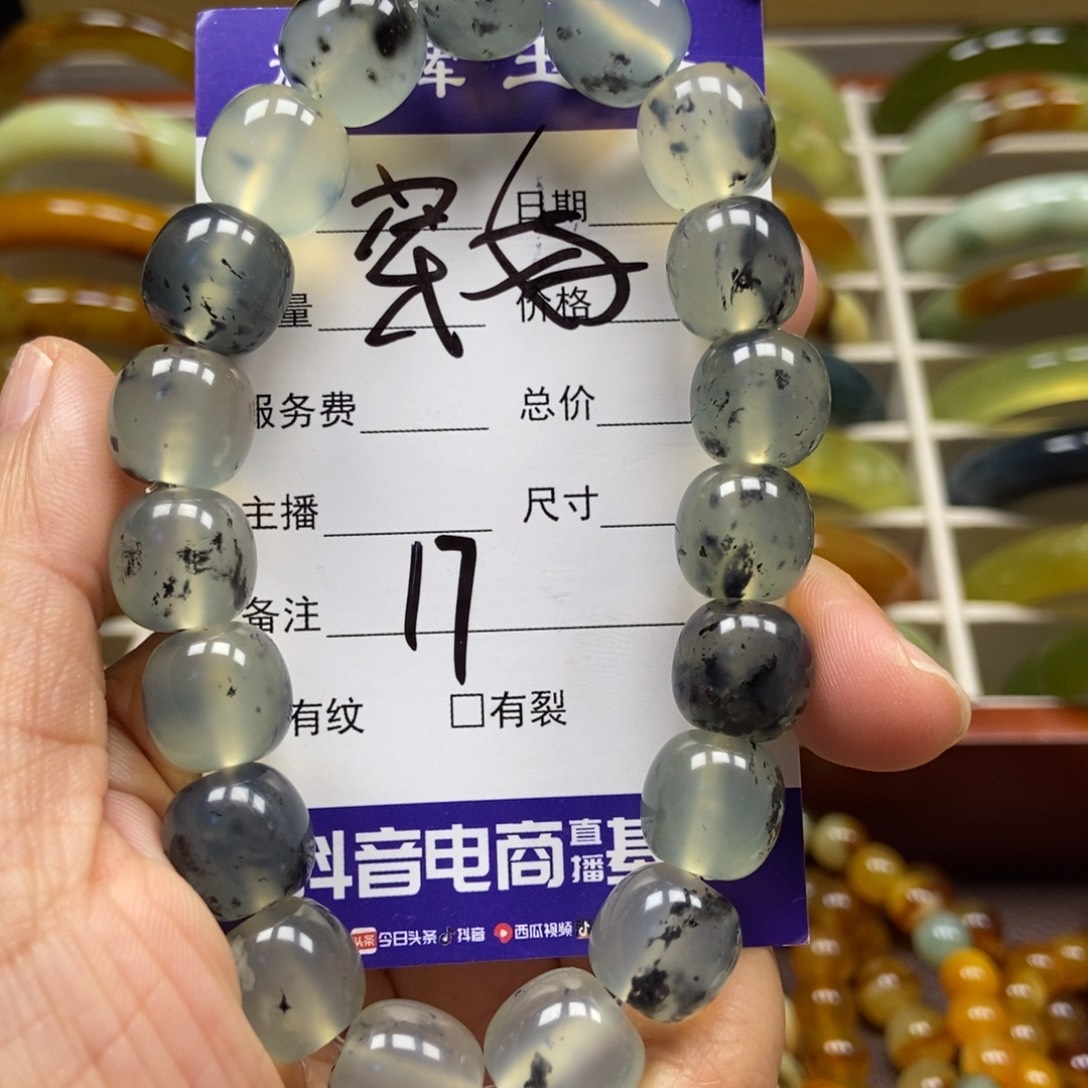 日期
量 价格
服务费 总价
主播 尺寸
17
备注
有纹 □有裂
抖音电商直播基
头条 今日头条 抖音 西瓜视频